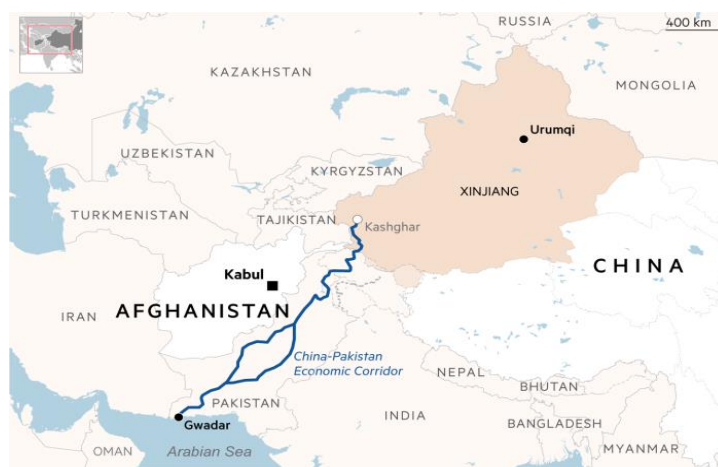 RUSSIA
400 km
KAZAKHSTAN
MONGOLIA
Urumqi
UZBEKISTAN
KYRGYZSTAN
XINJIANG
TURKMENISTAN
TAJIKISTAN
Kashghar
CHINA
Kabul
AFGHANISTAN
IRAN
China-Pakistan
Economic Corridor
NEPAL
BHUTAN
PAKISTAN
INDIA
Gwadar
BANGLADESH
OMAN
Arabian Sea
MYANMAR